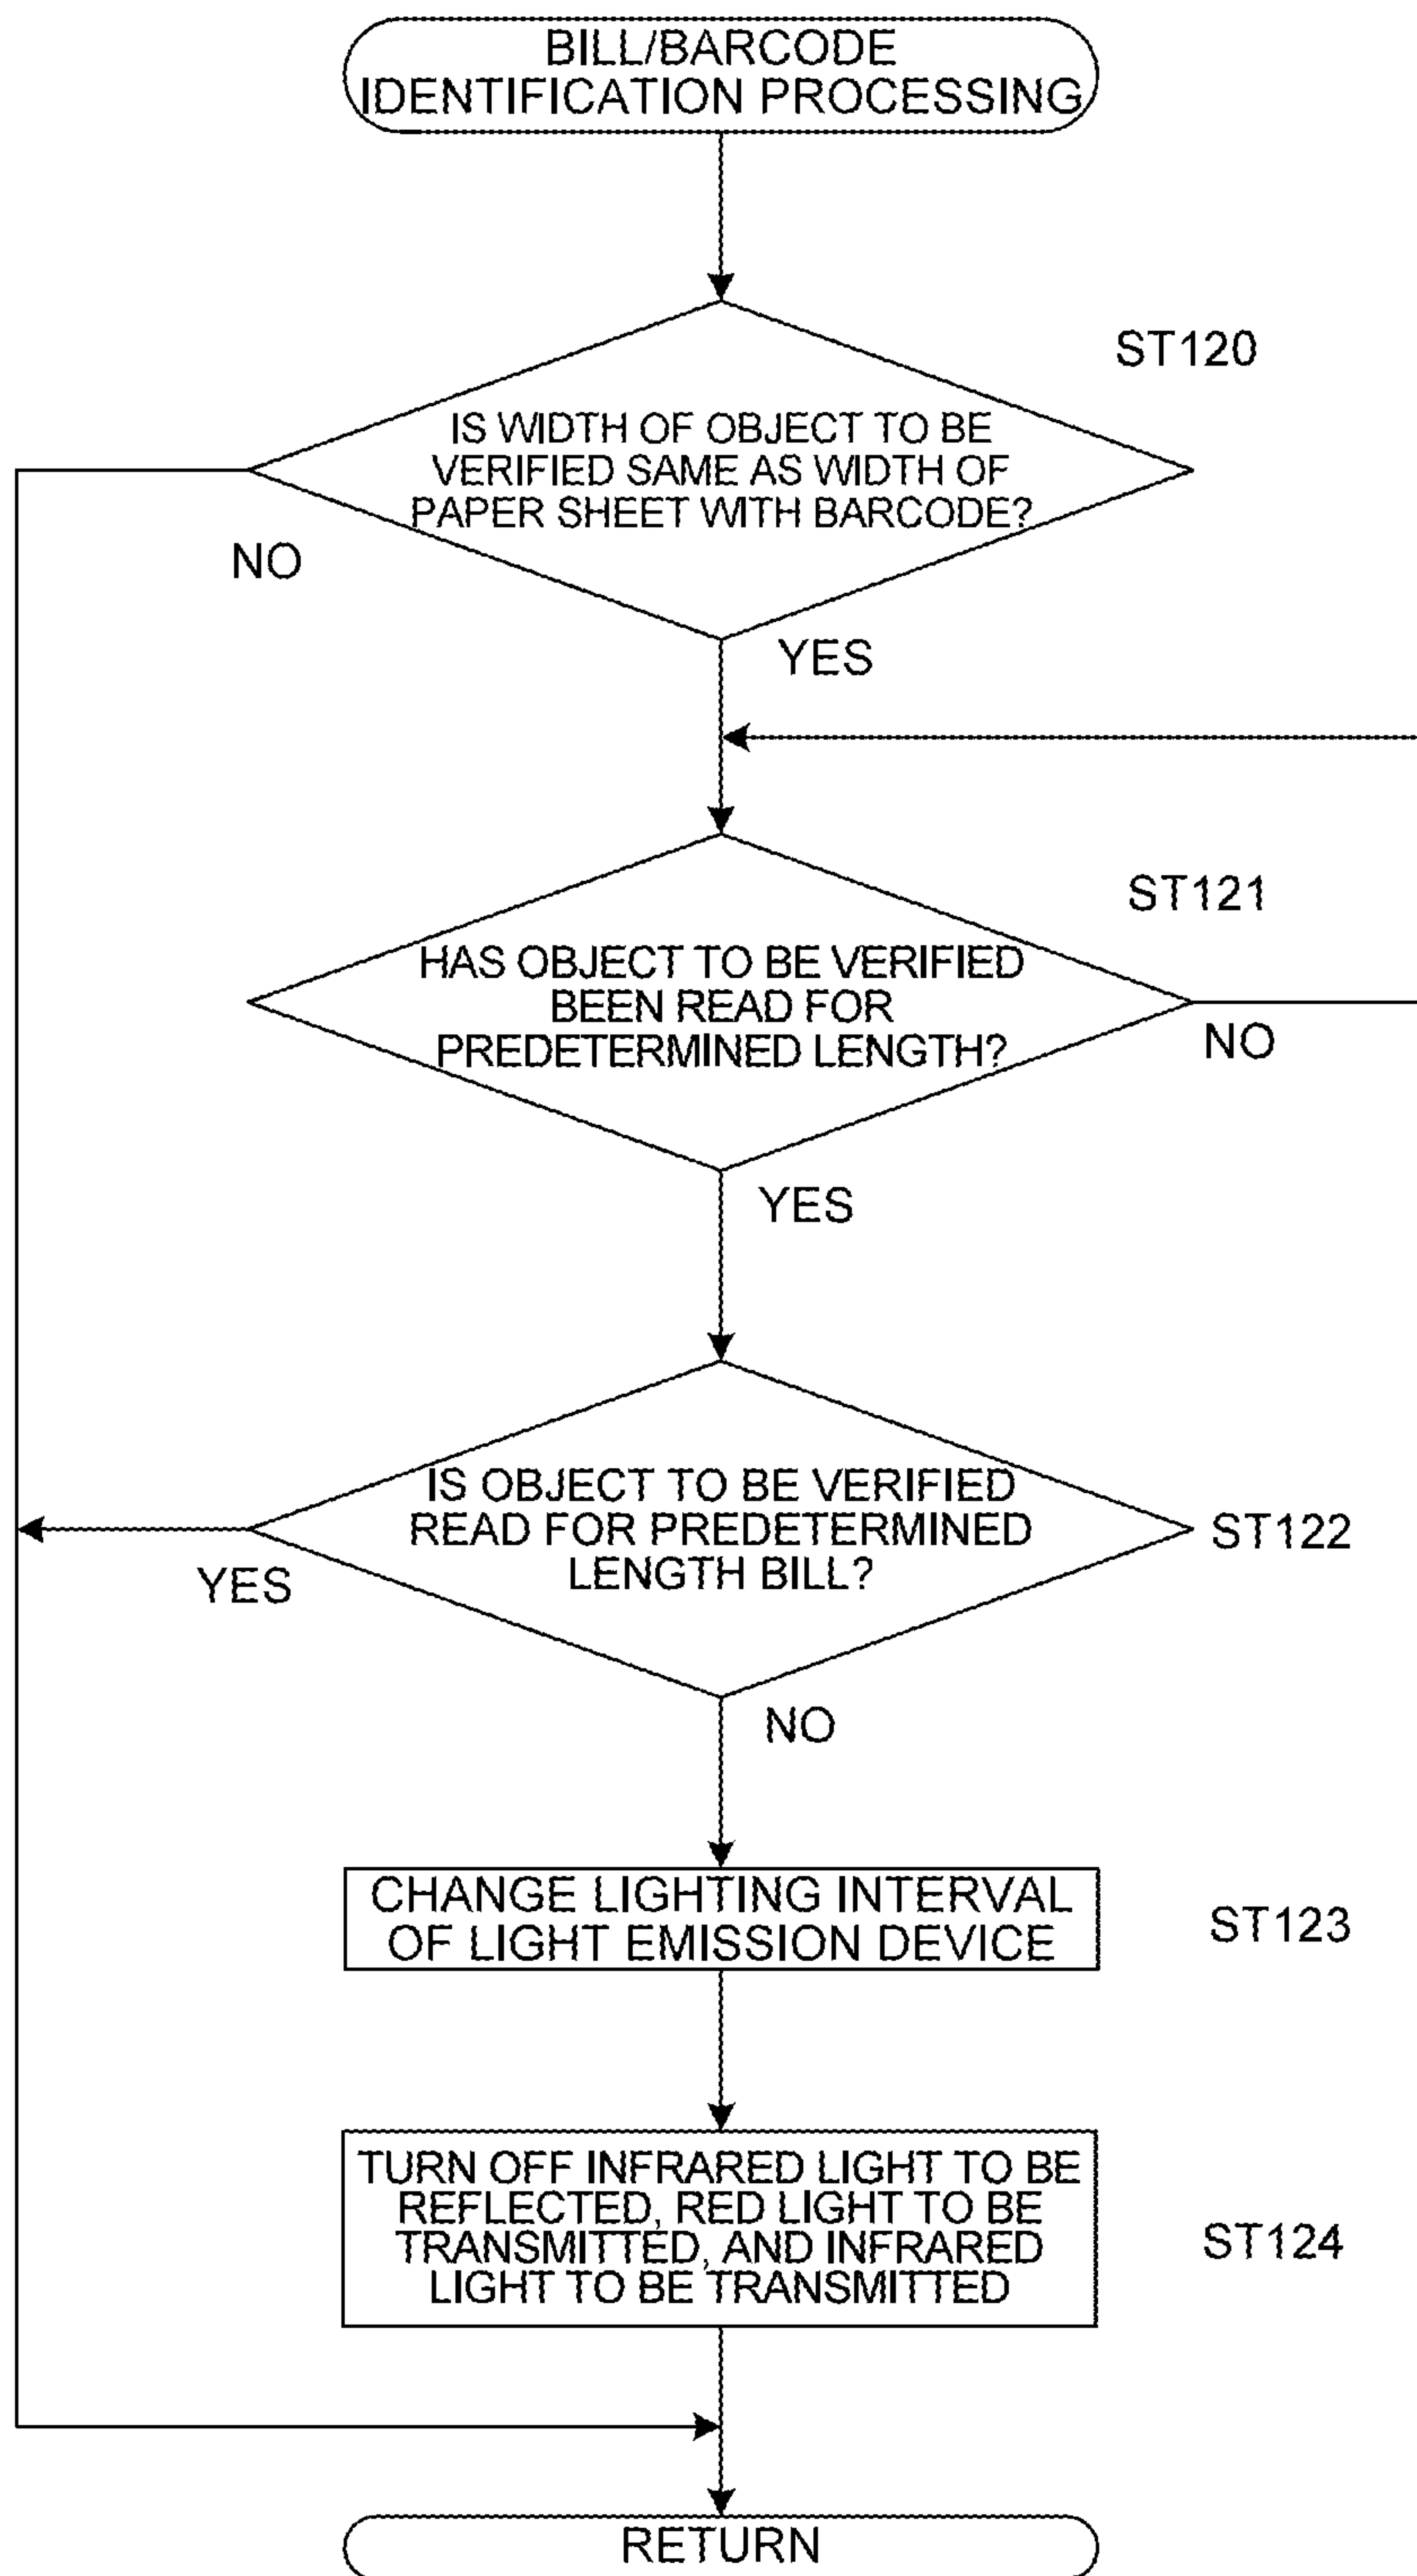 BILL/BARCODE
IDENTIFICATION PROCESSING
ST120
IS WIDTH OF OBJECT TO BE
VERIFIED SAME AS WIDTH OF
PAPER SHEET WITH BARCODE?
NO
YES
ST121
HAS OBJECT TO BE VERIFIED
BEEN READ FOR
PREDETERMINED LENGTH?
NO
YES
IS OBJECT TO BE VERIFIED
READ FOR PREDETERMINED
LENGTH BILL?
ST122
YES
NO
CHANGE LIGHTING INTERVAL
OF LIGHT EMISSION DEVICE
ST123
TURN OFF INFRARED LIGHT TO BE
REFLECTED, RED LIGHT TO BE
TRANSMITTED, AND INFRARED
LIGHT TO BE TRANSMITTED
ST124
RETURN